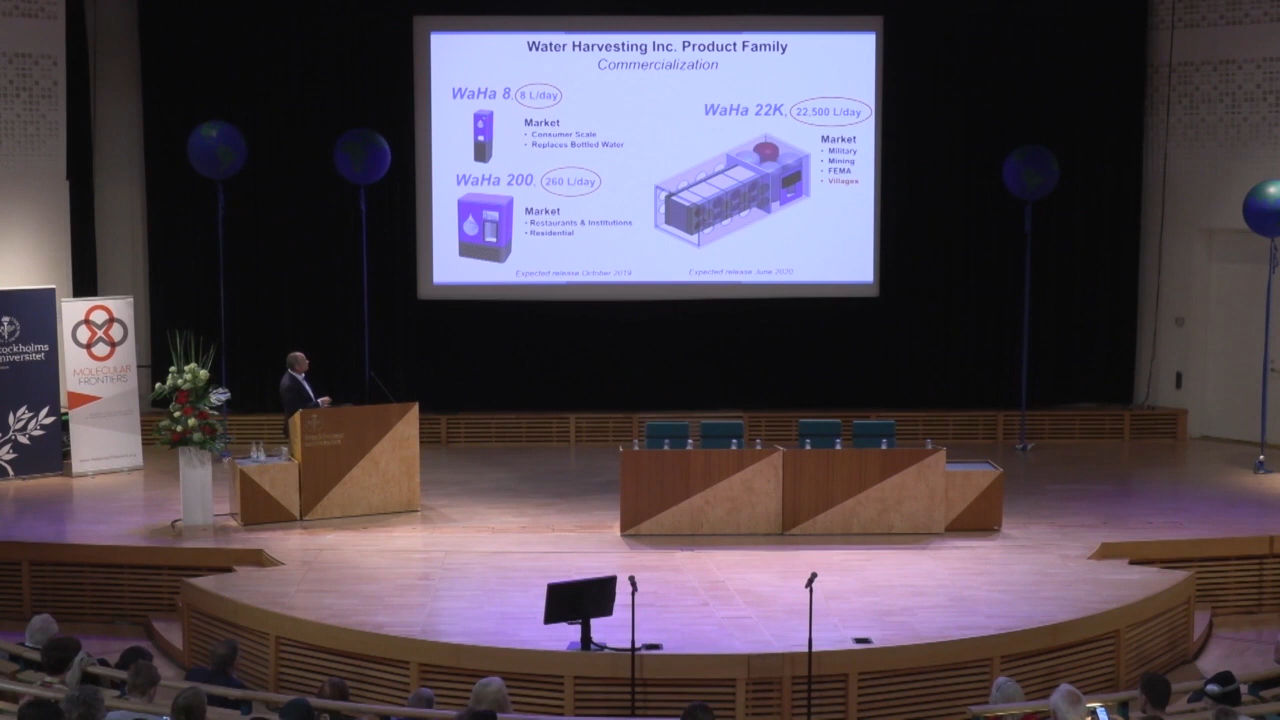 Water Harvesting Inc. Product Family
Commercialization
WaHa 8, 8 L/day
Market
• Consumer Scale
• Replaces Bottled Water
WaHa 200, 260 L/day
Market
• Restaurants & Institutions
• Residential
Expected release October 2019
WaHa 22K, 22,500 L/day
Market
• Military
• Mining
• FEMA
• Villages
Expected release June 2020
tockholms
niversitet
MOLECULAR
FRONTIERS